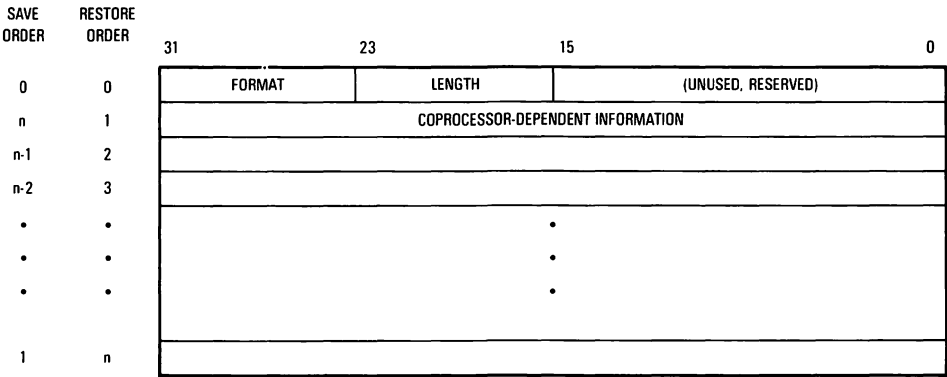 SAVE ORDER RESTORE ORDER
31 23 15 0
0 0 FORMAT LENGTH (UNUSED, RESERVED)
n 1 COPROCESSOR-DEPENDENT INFORMATION
n-1 2
n-2 3
• • •
• • •
• • •
1 n